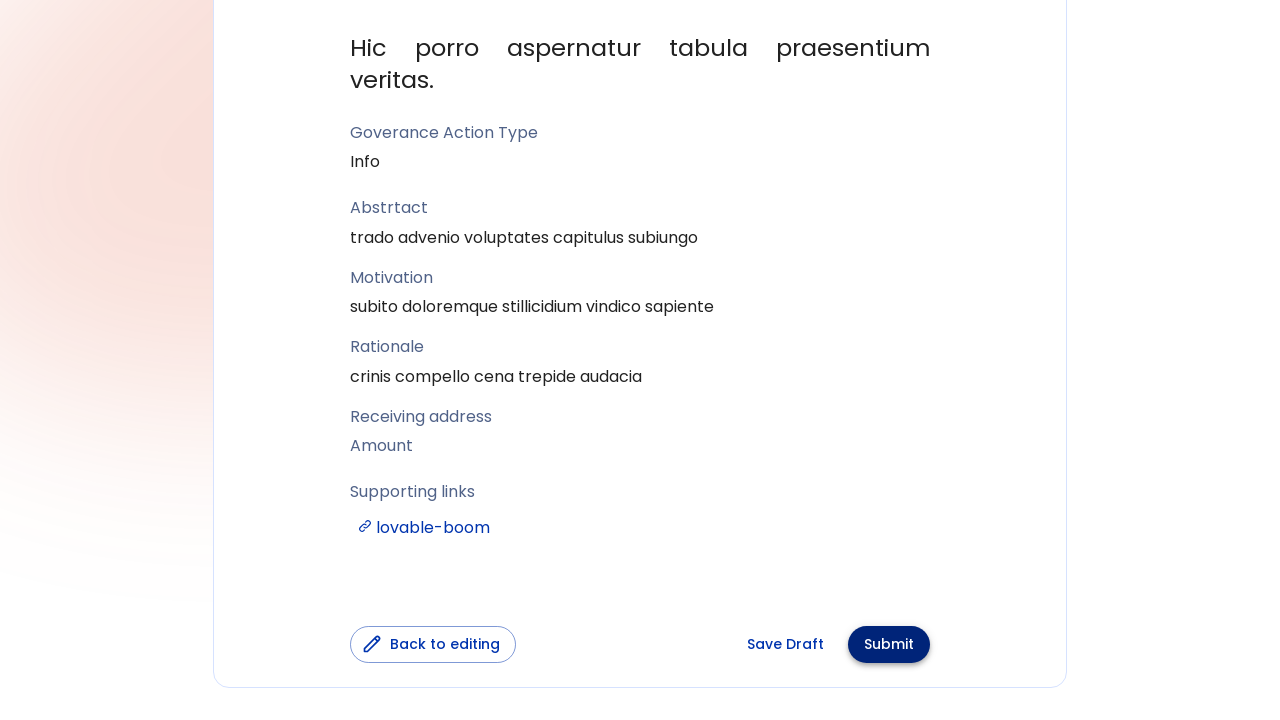 Hic porro aspernatur tabula praesentium
veritas.
Goverance Action Type
Info
Abstrtact
trado advenio voluptates capitulus subiungo
Motivation
subito doloremque stillicidium vindico sapiente
Rationale
crinis compello cena trepide audacia
Receiving address
Amount
Supporting links
lovable-boom
Back to editing Save Draft Submit